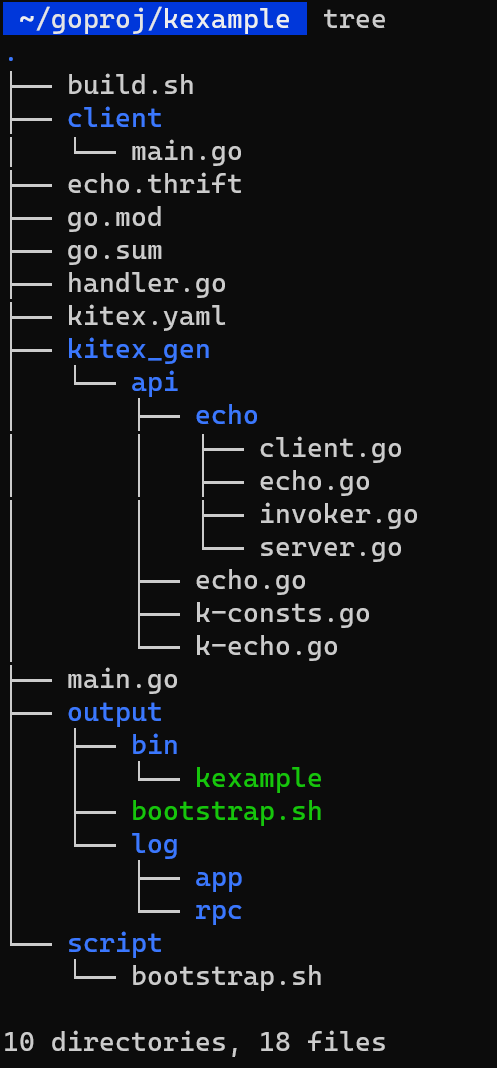 ~/goproj/kexample tree
.
├── build.sh
├── client
│   └── main.go
├── echo.thrift
├── go.mod
├── go.sum
├── handler.go
├── kitex.yaml
├── kitex_gen
│   └── api
│       ├── echo
│       │   ├── client.go
│       │   ├── echo.go
│       │   ├── invoker.go
│       │   └── server.go
│       ├── echo.go
│       ├── k-consts.go
│       └── k-echo.go
├── main.go
├── output
│   ├── bin
│   │   └── kexample
│   ├── bootstrap.sh
│   └── log
│       ├── app
│       └── rpc
└── script
    └── bootstrap.sh

10 directories, 18 files